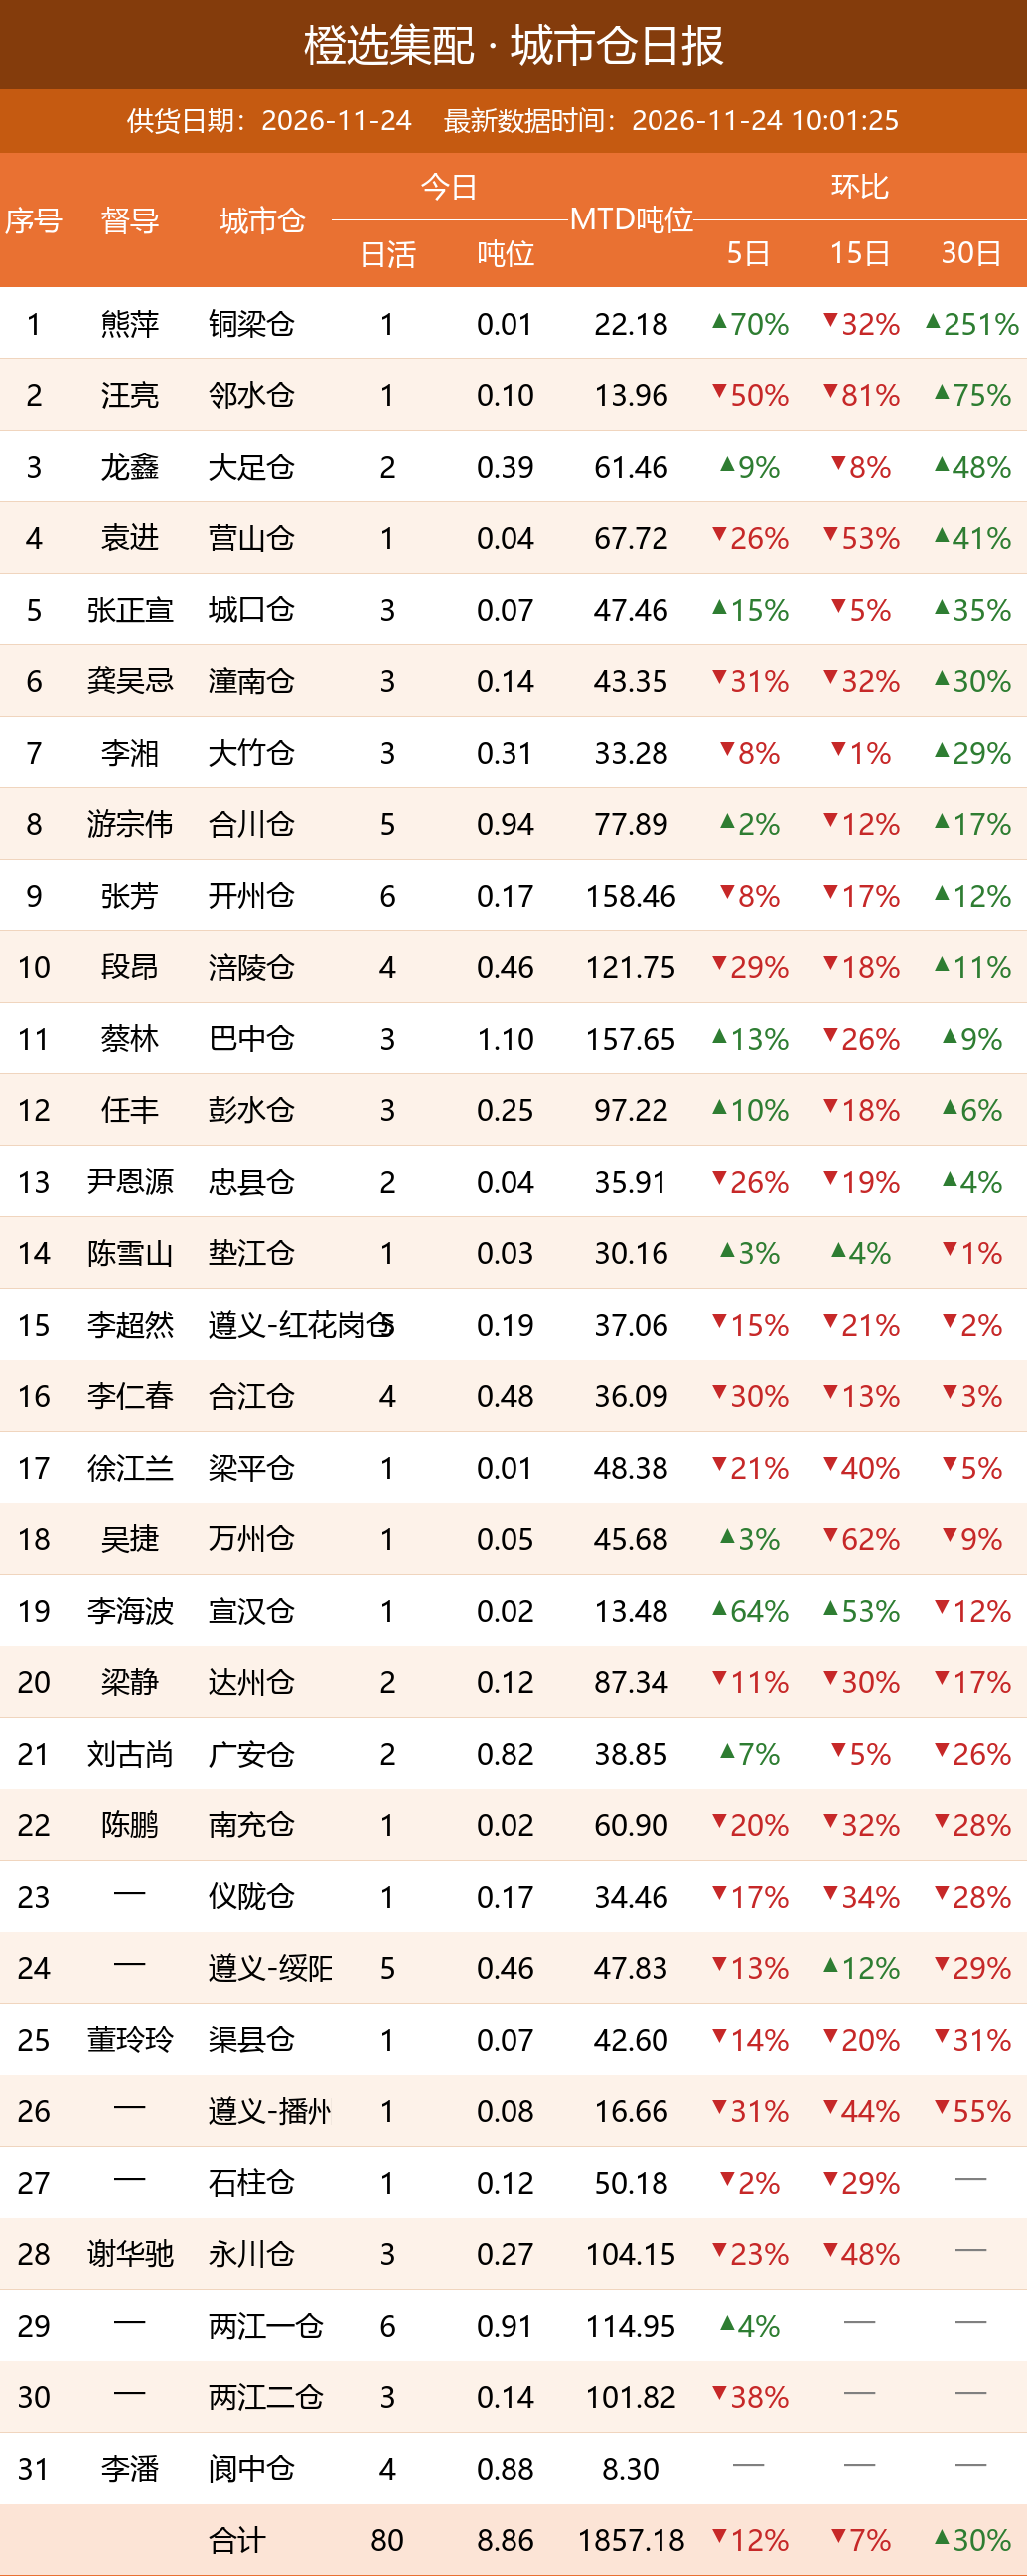 橙选集配 · 城市仓日报
供货日期：2026-11-24 最新数据时间：2026-11-24 10:01:25
序号 督导 城市仓 今日 MTD吨位 环比
日活 吨位 5日 15日 30日
1 熊萍 铜梁仓 1 0.01 22.18 ▲70% ▼32% ▲251%
2 汪亮 邻水仓 1 0.10 13.96 ▼50% ▼81% ▲75%
3 龙鑫 大足仓 2 0.39 61.46 ▲9% ▼8% ▲48%
4 袁进 营山仓 1 0.04 67.72 ▼26% ▼53% ▲41%
5 张正宣 城口仓 3 0.07 47.46 ▲15% ▼5% ▲35%
6 龚吴忌 潼南仓 3 0.14 43.35 ▼31% ▼32% ▲30%
7 李湘 大竹仓 3 0.31 33.28 ▼8% ▼1% ▲29%
8 游宗伟 合川仓 5 0.94 77.89 ▲2% ▼12% ▲17%
9 张芳 开州仓 6 0.17 158.46 ▼8% ▼17% ▲12%
10 段昂 涪陵仓 4 0.46 121.75 ▼29% ▼18% ▲11%
11 蔡林 巴中仓 3 1.10 157.65 ▲13% ▼26% ▲9%
12 任丰 彭水仓 3 0.25 97.22 ▲10% ▼18% ▲6%
13 尹恩源 忠县仓 2 0.04 35.91 ▼26% ▼19% ▲4%
14 陈雪山 垫江仓 1 0.03 30.16 ▲3% ▲4% ▼1%
15 李超然 遵义-红花岗仓 5 0.19 37.06 ▼15% ▼21% ▼2%
16 李仁春 合江仓 4 0.48 36.09 ▼30% ▼13% ▼3%
17 徐江兰 梁平仓 1 0.01 48.38 ▼21% ▼40% ▼5%
18 吴捷 万州仓 1 0.05 45.68 ▲3% ▼62% ▼9%
19 李海波 宣汉仓 1 0.02 13.48 ▲64% ▲53% ▼12%
20 梁静 达州仓 2 0.12 87.34 ▼11% ▼30% ▼17%
21 刘古尚 广安仓 2 0.82 38.85 ▲7% ▼5% ▼26%
22 陈鹏 南充仓 1 0.02 60.90 ▼20% ▼32% ▼28%
23 — 仪陇仓 1 0.17 34.46 ▼17% ▼34% ▼28%
24 — 遵义-绥阳 5 0.46 47.83 ▼13% ▲12% ▼29%
25 董玲玲 渠县仓 1 0.07 42.60 ▼14% ▼20% ▼31%
26 — 遵义-播州 1 0.08 16.66 ▼31% ▼44% ▼55%
27 — 石柱仓 1 0.12 50.18 ▼2% ▼29% —
28 谢华驰 永川仓 3 0.27 104.15 ▼23% ▼48% —
29 — 两江一仓 6 0.91 114.95 ▲4% — —
30 — 两江二仓 3 0.14 101.82 ▼38% — —
31 李潘 阆中仓 4 0.88 8.30 — — —
合计 80 8.86 1857.18 ▼12% ▼7% ▲30%